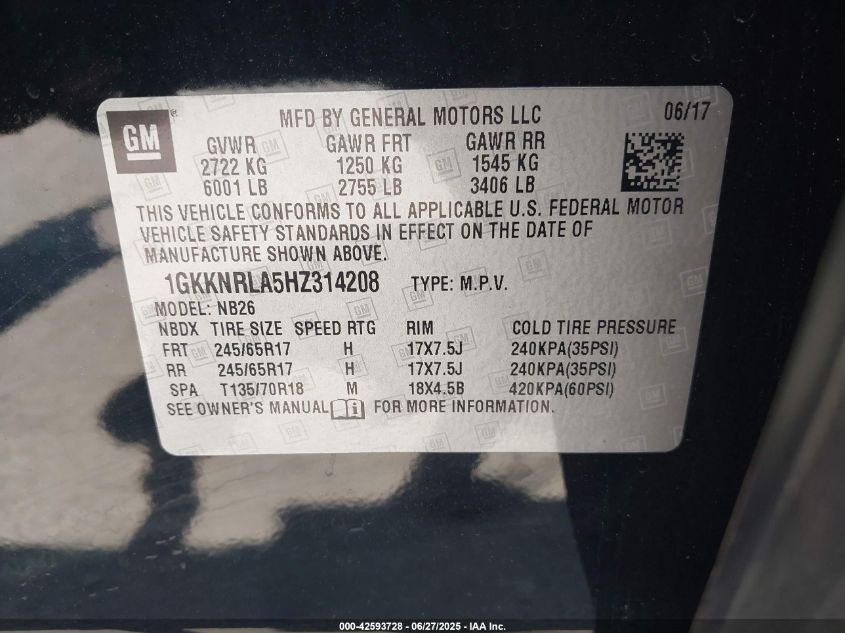 GM
MFD BY GENERAL MOTORS LLC 06/17
GVWR GAWR FRT GAWR RR
2722 KG 1250 KG 1545 KG
6001 LB 2755 LB 3406 LB
THIS VEHICLE CONFORMS TO ALL APPLICABLE U.S. FEDERAL MOTOR
VEHICLE SAFETY STANDARDS IN EFFECT ON THE DATE OF
MANUFACTURE SHOWN ABOVE.
1GKKNRLA5HZ314208 TYPE: M.P.V.
MODEL: NB26
NBDX TIRE SIZE SPEED RTG RIM COLD TIRE PRESSURE
FRT 245/65R17 H 17X7.5J 240KPA(35PSI)
RR 245/65R17 H 17X7.5J 240KPA(35PSI)
SPA T135/70R18 M 18X4.5B 420KPA(60PSI)
SEE OWNER'S MANUAL FOR MORE INFORMATION.
000-42593728 - 06/27/2025 - IAA Inc.